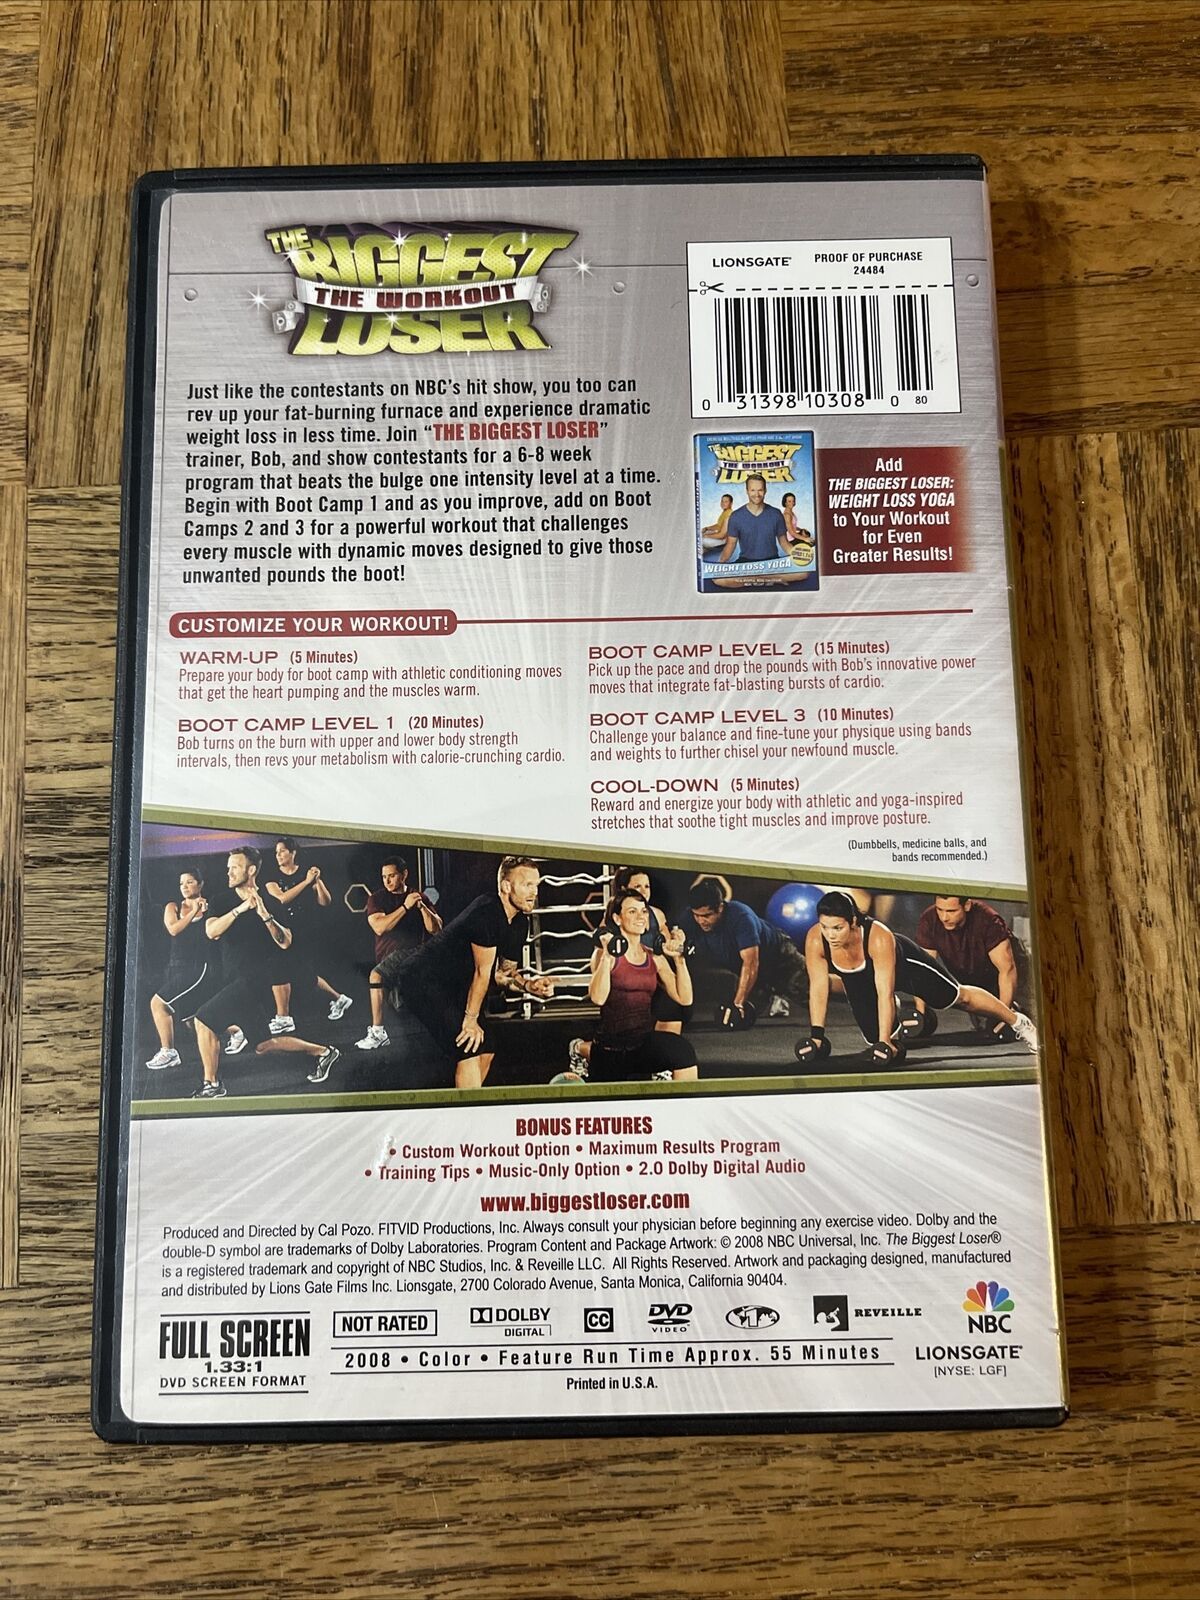 THE
BIGGEST
THE WORKOUT
LOSER
LIONSGATE
PROOF OF PURCHASE
24484
0 31398 10308 0 80
Just like the contestants on NBC's hit show, you too can
rev up your fat-burning furnace and experience dramatic
weight loss in less time. Join “THE BIGGEST LOSER”
trainer, Bob, and show contestants for a 6-8 week
program that beats the bulge one intensity level at a time.
Begin with Boot Camp 1 and as you improve, add on Boot
Camps 2 and 3 for a powerful workout that challenges
every muscle with dynamic moves designed to give those
unwanted pounds the boot!
THE
BIGGEST
THE WORKOUT
LOSER
WEIGHT LOSS YOGA
Add
THE BIGGEST LOSER:
WEIGHT LOSS YOGA
to Your Workout
for Even
Greater Results!
CUSTOMIZE YOUR WORKOUT!
WARM-UP (5 Minutes)
Prepare your body for boot camp with athletic conditioning moves
that get the heart pumping and the muscles warm.
BOOT CAMP LEVEL 1 (20 Minutes)
Bob turns on the burn with upper and lower body strength
intervals, then revs your metabolism with calorie-crunching cardio.
BOOT CAMP LEVEL 2 (15 Minutes)
Pick up the pace and drop the pounds with Bob's innovative power
moves that integrate fat-blasting bursts of cardio.
BOOT CAMP LEVEL 3 (10 Minutes)
Challenge your balance and fine-tune your physique using bands
and weights to further chisel your newfound muscle.
COOL-DOWN (5 Minutes)
Reward and energize your body with athletic and yoga-inspired
stretches that soothe tight muscles and improve posture.
(Dumbbells, medicine balls, and
bands recommended.)
BONUS FEATURES
• Custom Workout Option • Maximum Results Program
• Training Tips • Music-Only Option • 2.0 Dolby Digital Audio
www.biggestloser.com
Produced and Directed by Cal Pozo. FITVID Productions, Inc. Always consult your physician before beginning any exercise video. Dolby and the
double-D symbol are trademarks of Dolby Laboratories. Program Content and Package Artwork: © 2008 NBC Universal, Inc. The Biggest Loser®
is a registered trademark and copyright of NBC Studios, Inc. & Reveille LLC. All Rights Reserved. Artwork and packaging designed, manufactured
and distributed by Lions Gate Films Inc. Lionsgate, 2700 Colorado Avenue, Santa Monica, California 90404.
FULL SCREEN
1.33:1
DVD SCREEN FORMAT
NOT RATED
DOLBY
DIGITAL
CC
DVD
VIDEO
REVEILLE
NBC
2008 • Color • Feature Run Time Approx. 55 Minutes
LIONSGATE
[NYSE: LGF]
Printed in U.S.A.